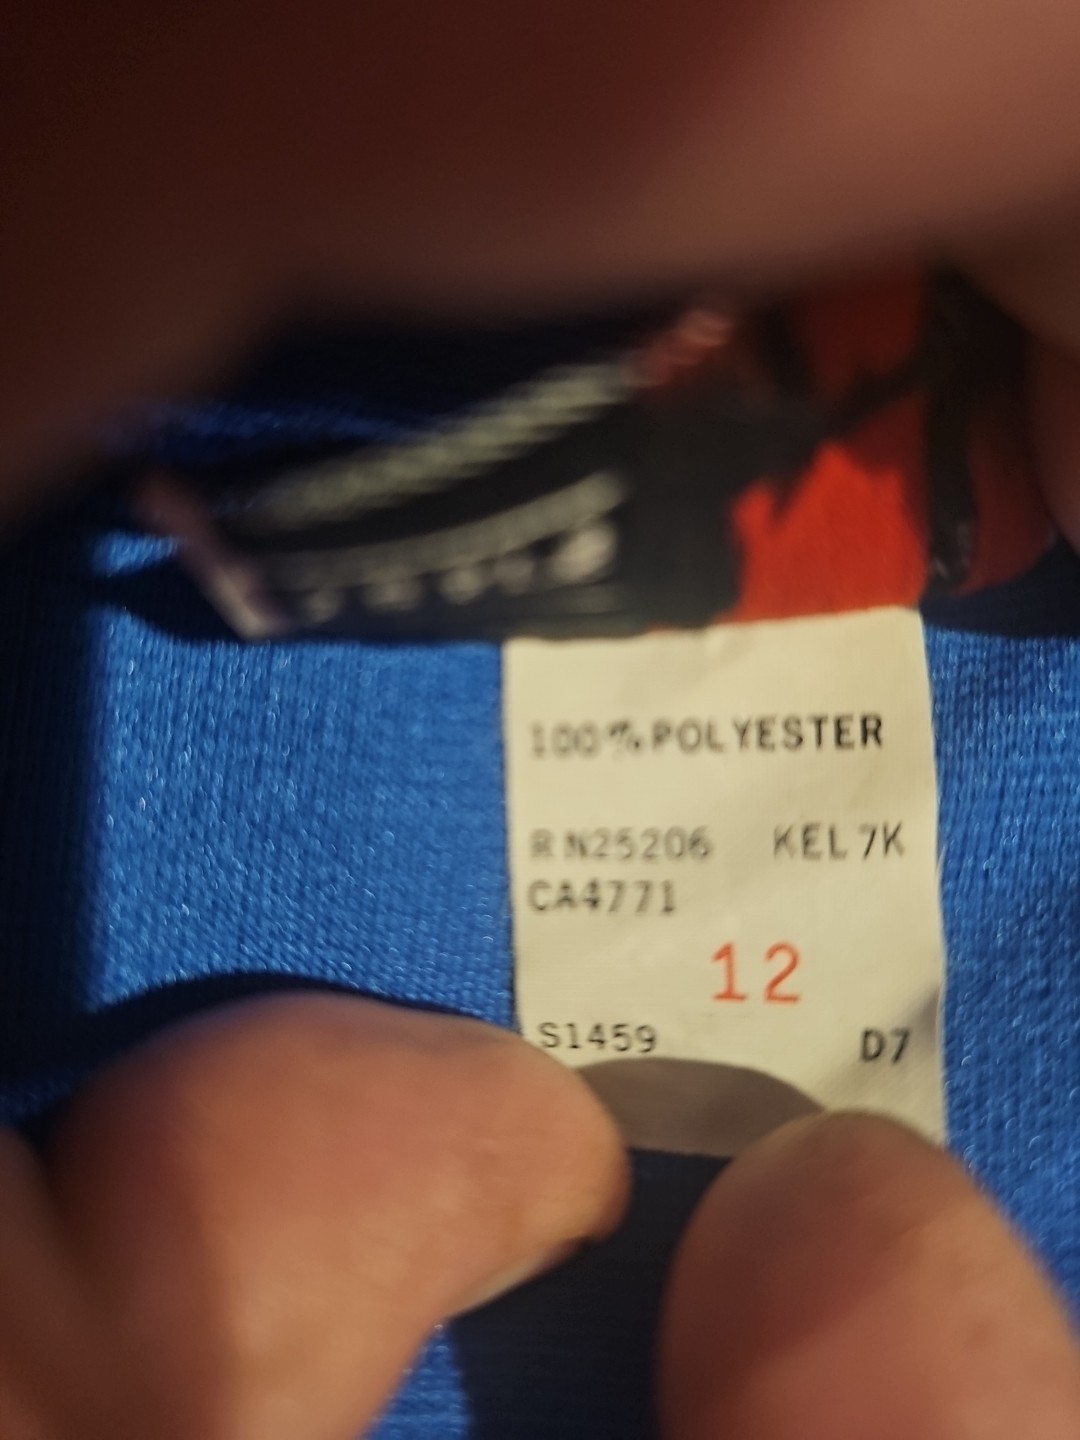 100% POLYESTER
RN25206 KEL 7K
CA4771
12
S1459 D7